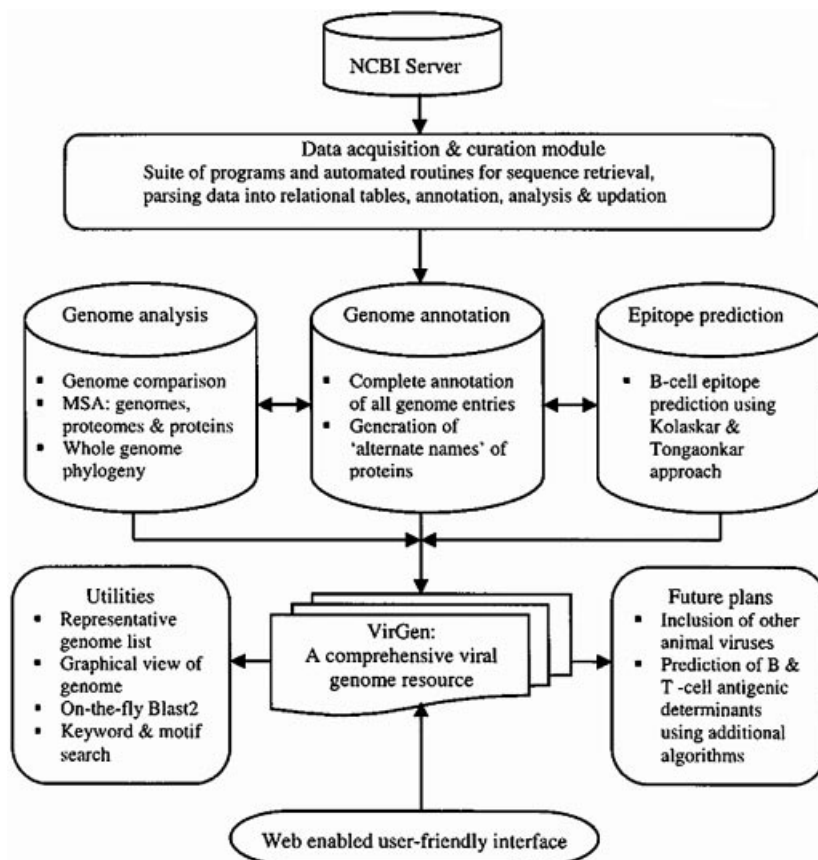 NCBI Server
Data acquisition & curation module
Suite of programs and automated routines for sequence retrieval,
parsing data into relational tables, annotation, analysis & updation
Genome analysis
▪ Genome comparison
▪ MSA: genomes,
proteomes & proteins
▪ Whole genome
phylogeny
Genome annotation
▪ Complete annotation
of all genome entries
▪ Generation of
‘alternate names’ of
proteins
Epitope prediction
▪ B-cell epitope
prediction using
Kolaskar &
Tongaonkar
approach
Utilities
▪ Representative
genome list
▪ Graphical view of
genome
▪ On-the-fly Blast2
▪ Keyword & motif
search
VirGen:
A comprehensive viral
genome resource
Future plans
▪ Inclusion of other
animal viruses
▪ Prediction of B &
T -cell antigenic
determinants
using additional
algorithms
Web enabled user-friendly interface